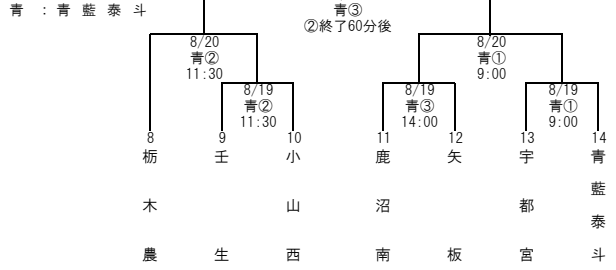 青 : 青 藍 泰 斗
青③
②終了60分後
8/20
青②
11:30
8/20
青①
9:00
8/19
青②
11:30
8/19
青③
14:00
8/19
青①
9:00
8 9 10 11 12 13 14
栃木農
壬生
小山西
鹿沼南
矢板
宇都宮
青藍泰斗